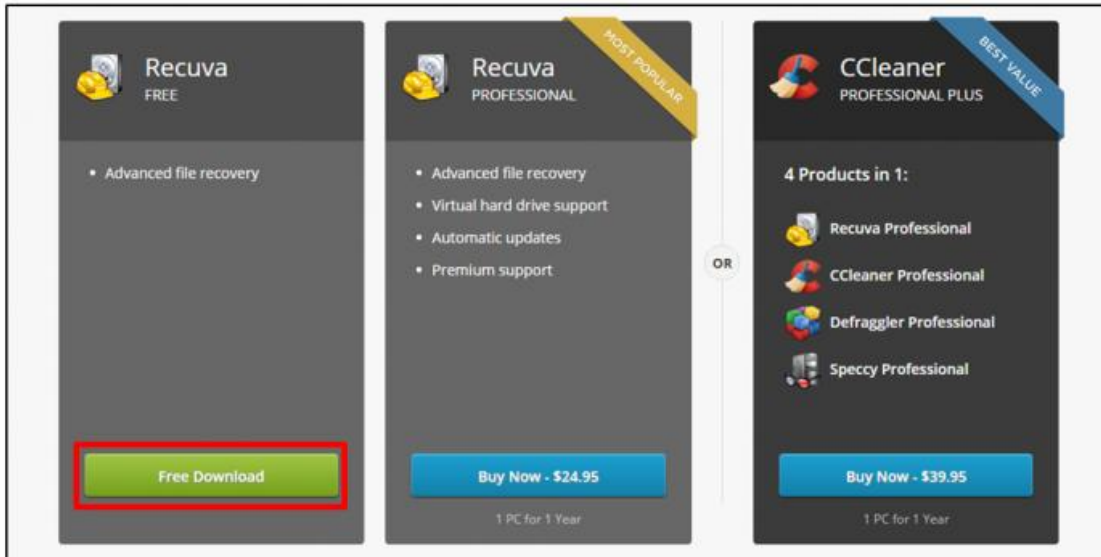 Recuva
FREE
• Advanced file recovery
Free Download
Recuva
PROFESSIONAL
MOST POPULAR
• Advanced file recovery
• Virtual hard drive support
• Automatic updates
• Premium support
Buy Now - $24.95
1 PC for 1 Year
OR
CCleaner
PROFESSIONAL PLUS
BEST VALUE
4 Products in 1:
Recuva Professional
CCleaner Professional
Defraggler Professional
Speccy Professional
Buy Now - $39.95
1 PC for 1 Year